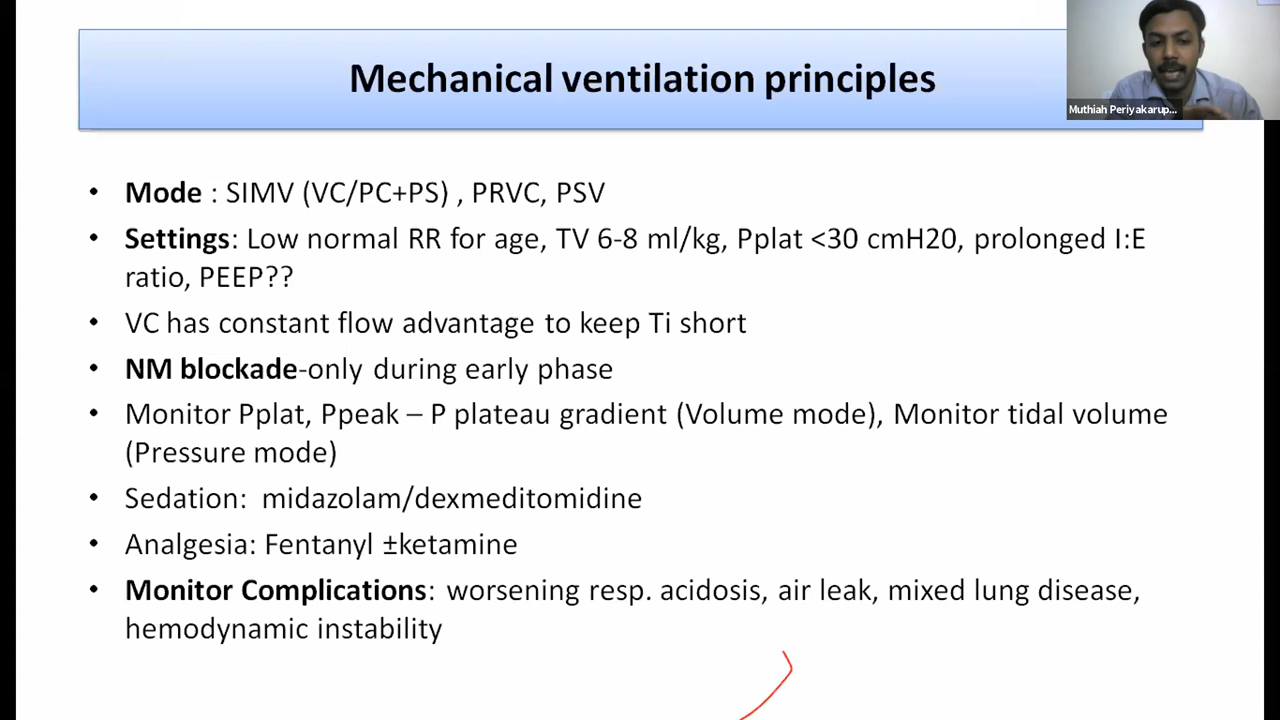 Mechanical ventilation principles
Muthiah Periyakarup...
• Mode : SIMV (VC/PC+PS) , PRVC, PSV
• Settings: Low normal RR for age, TV 6-8 ml/kg, Pplat <30 cmH20, prolonged I:E
ratio, PEEP??
• VC has constant flow advantage to keep Ti short
• NM blockade-only during early phase
• Monitor Pplat, Ppeak – P plateau gradient (Volume mode), Monitor tidal volume
(Pressure mode)
• Sedation: midazolam/dexmeditomidine
• Analgesia: Fentanyl ±ketamine
• Monitor Complications: worsening resp. acidosis, air leak, mixed lung disease,
hemodynamic instability